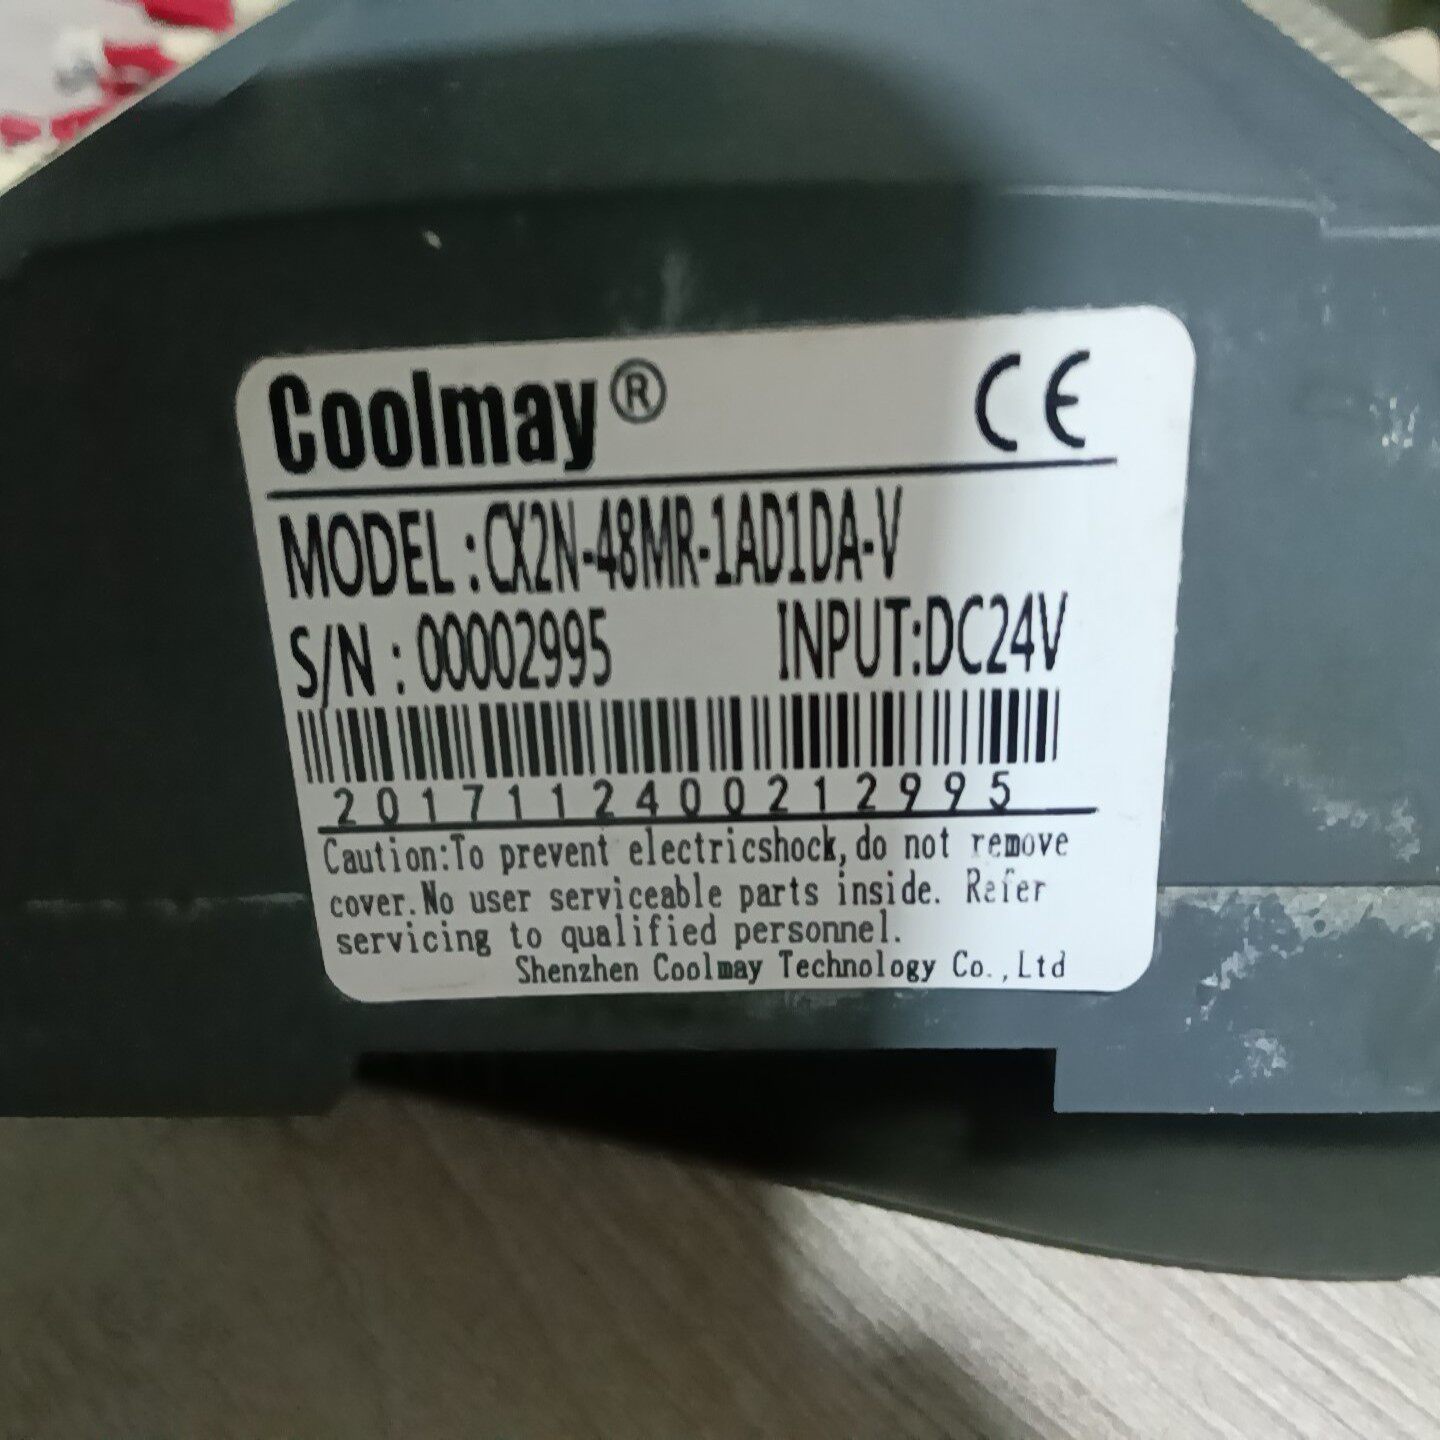 Coolmay® CE
MODEL:CX2N-48MR-1AD1DA-V
S/N:00002995 INPUT:DC24V
2017112400212995
Caution:To prevent electricshock,do not remove
cover.No user serviceable parts inside. Refer
servicing to qualified personnel.
Shenzhen Coolmay Technology Co.,Ltd